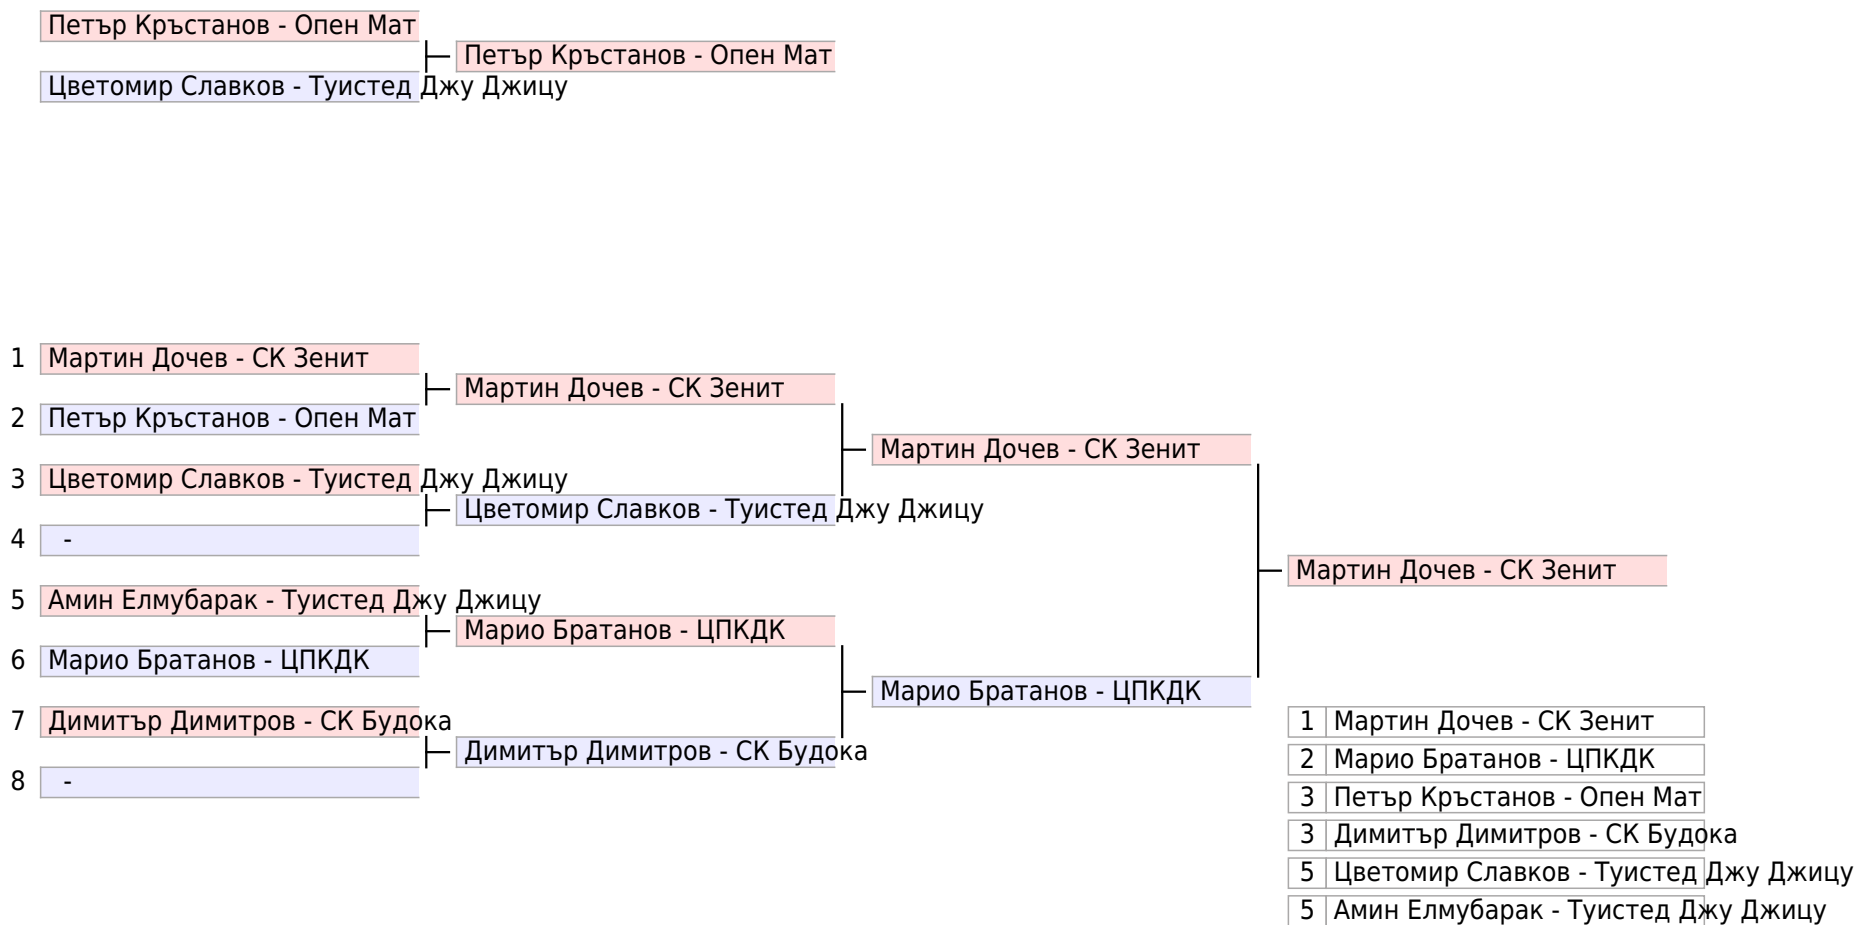 Петър Кръстанов - Опен Мат
Петър Кръстанов - Опен Мат
Цветомир Славков - Туистед Джу Джицу
1 Мартин Дочев - СК Зенит
Мартин Дочев - СК Зенит
2 Петър Кръстанов - Опен Мат
Мартин Дочев - СК Зенит
3 Цветомир Славков - Туистед Джу Джицу
Цветомир Славков - Туистед Джу Джицу
4 -
Мартин Дочев - СК Зенит
5 Амин Елмубарак - Туистед Джу Джицу
Марио Братанов - ЦПКДК
6 Марио Братанов - ЦПКДК
Марио Братанов - ЦПКДК
7 Димитър Димитров - СК Будока
Димитър Димитров - СК Будока
8 -
1 Мартин Дочев - СК Зенит
2 Марио Братанов - ЦПКДК
3 Петър Кръстанов - Опен Мат
3 Димитър Димитров - СК Будока
5 Цветомир Славков - Туистед Джу Джицу
5 Амин Елмубарак - Туистед Джу Джицу